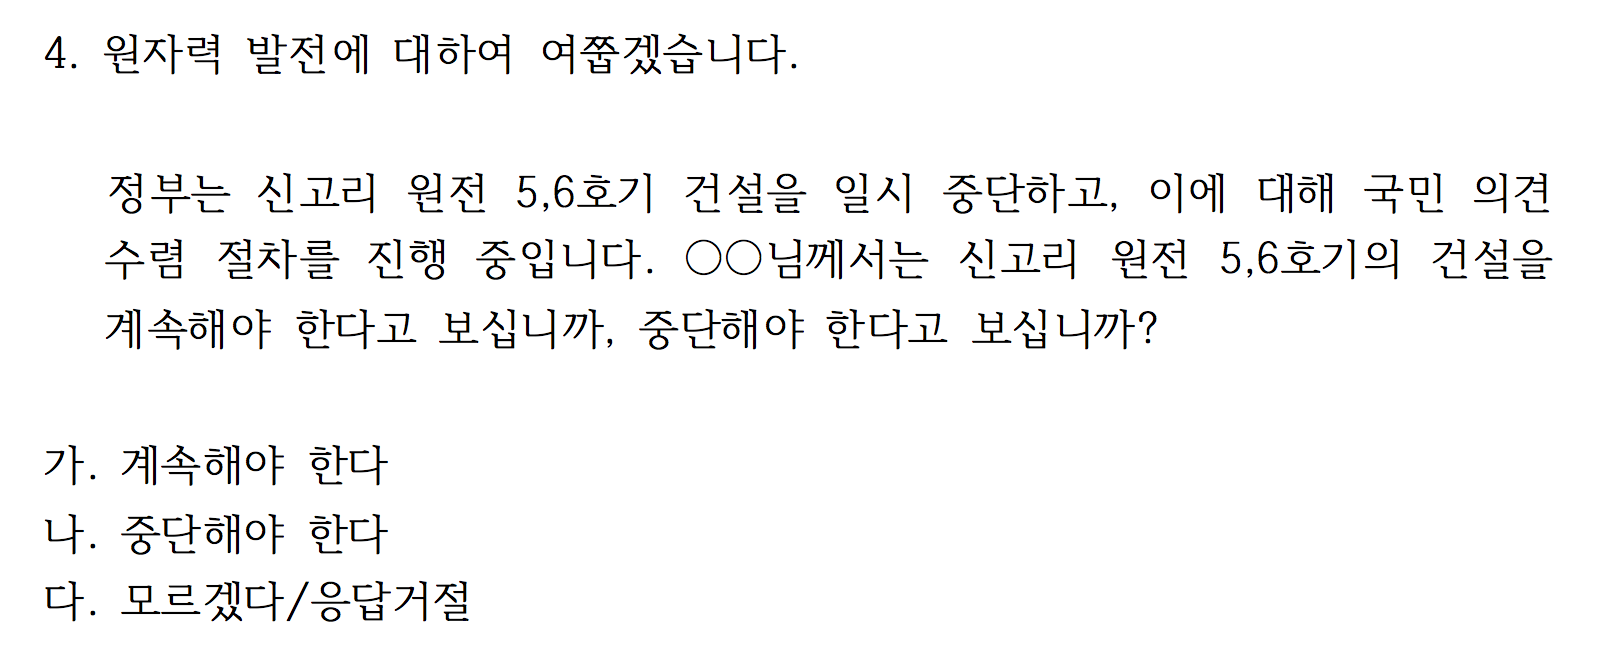 4. 원자력 발전에 대하여 여쭙겠습니다.
정부는 신고리 원전 5,6호기 건설을 일시 중단하고, 이에 대해 국민 의견
수렴 절차를 진행 중입니다. ○○님께서는 신고리 원전 5,6호기의 건설을
계속해야 한다고 보십니까, 중단해야 한다고 보십니까?
가. 계속해야 한다
나. 중단해야 한다
다. 모르겠다/응답거절